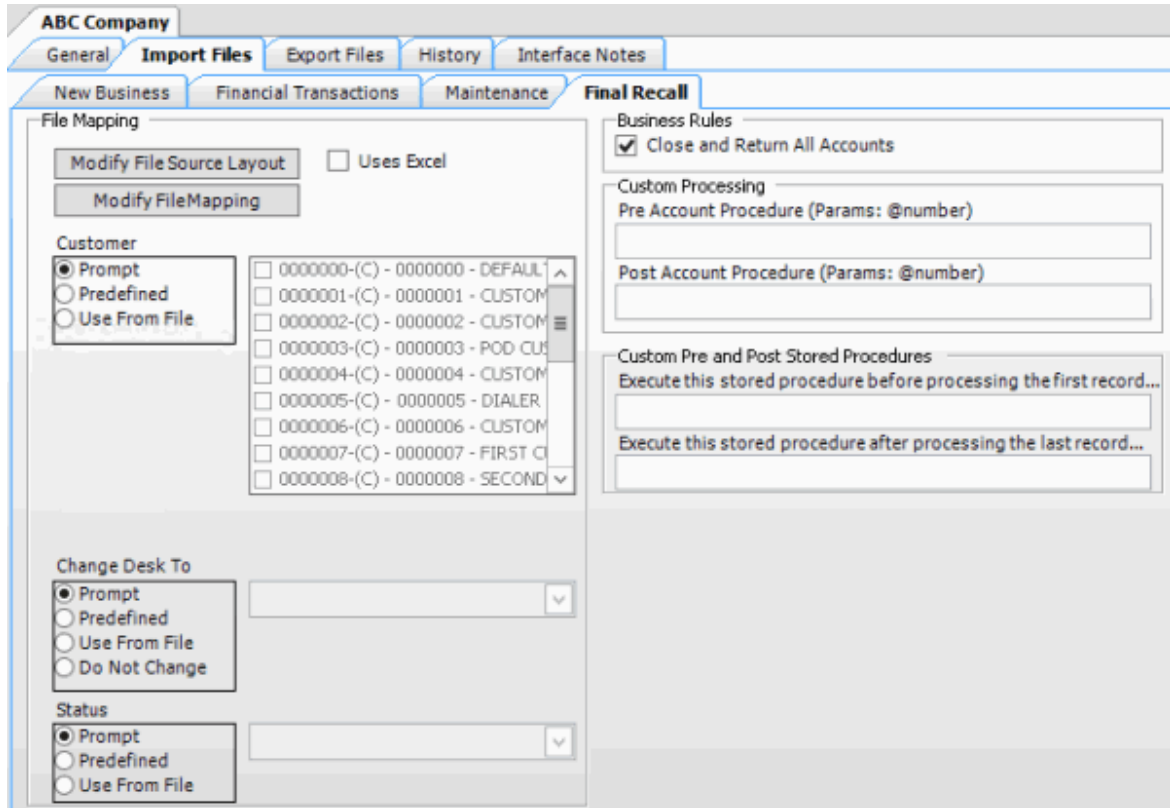 ABC Company
General Import Files Export Files History Interface Notes
New Business Financial Transactions Maintenance Final Recall
File Mapping
Modify File Source Layout
Uses Excel
Modify FileMapping
Customer
Prompt
Predefined
Use From File
0000000-(C) - 0000000 - DEFAULT
0000001-(C) - 0000001 - CUSTOM
0000002-(C) - 0000002 - CUSTOM
0000003-(C) - 0000003 - POD CUS
0000004-(C) - 0000004 - CUSTOM
0000005-(C) - 0000005 - DIALER
0000006-(C) - 0000006 - CUSTOM
0000007-(C) - 0000007 - FIRST CU
0000008-(C) - 0000008 - SECOND
Change Desk To
Prompt
Predefined
Use From File
Do Not Change
Status
Prompt
Predefined
Use From File
Business Rules
Close and Return All Accounts
Custom Processing
Pre Account Procedure (Params: @number)
Post Account Procedure (Params: @number)
Custom Pre and Post Stored Procedures
Execute this stored procedure before processing the first record...
Execute this stored procedure after processing the last record...